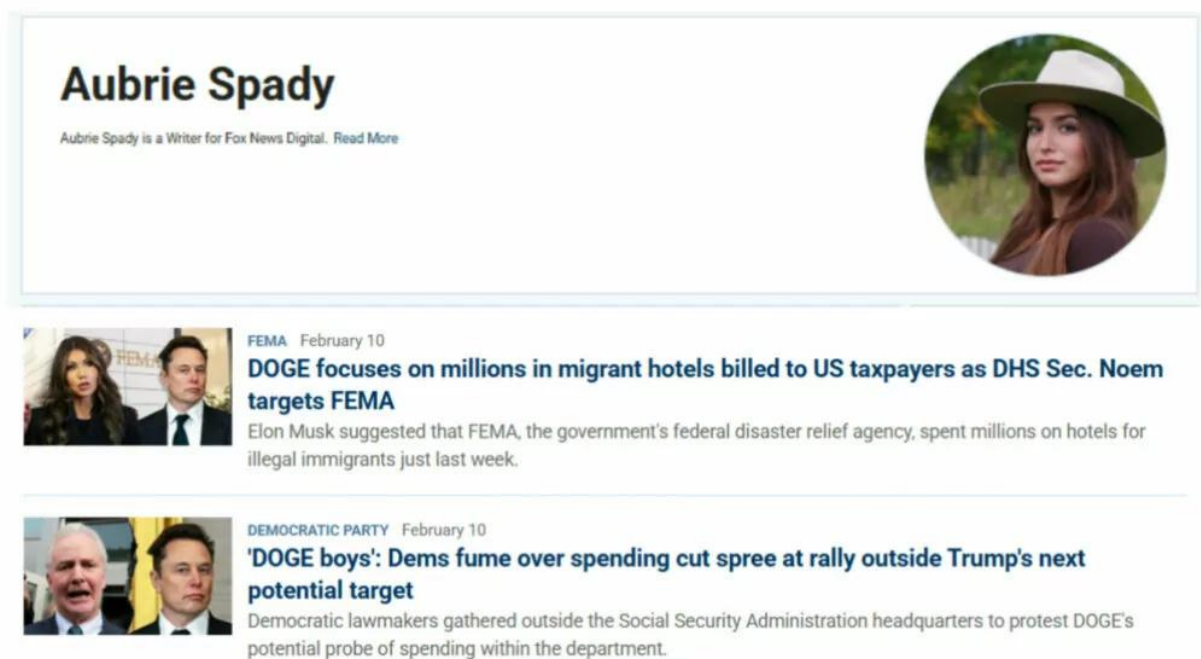 Aubrie Spady
Aubrie Spady is a Writer for Fox News Digital. Read More
FEMA
FEMA February 10
DOGE focuses on millions in migrant hotels billed to US taxpayers as DHS Sec. Noem
targets FEMA
Elon Musk suggested that FEMA, the government's federal disaster relief agency, spent millions on hotels for
illegal immigrants just last week.
DEMOCRATIC PARTY February 10
'DOGE boys': Dems fume over spending cut spree at rally outside Trump's next
potential target
Democratic lawmakers gathered outside the Social Security Administration headquarters to protest DOGE's
potential probe of spending within the department.